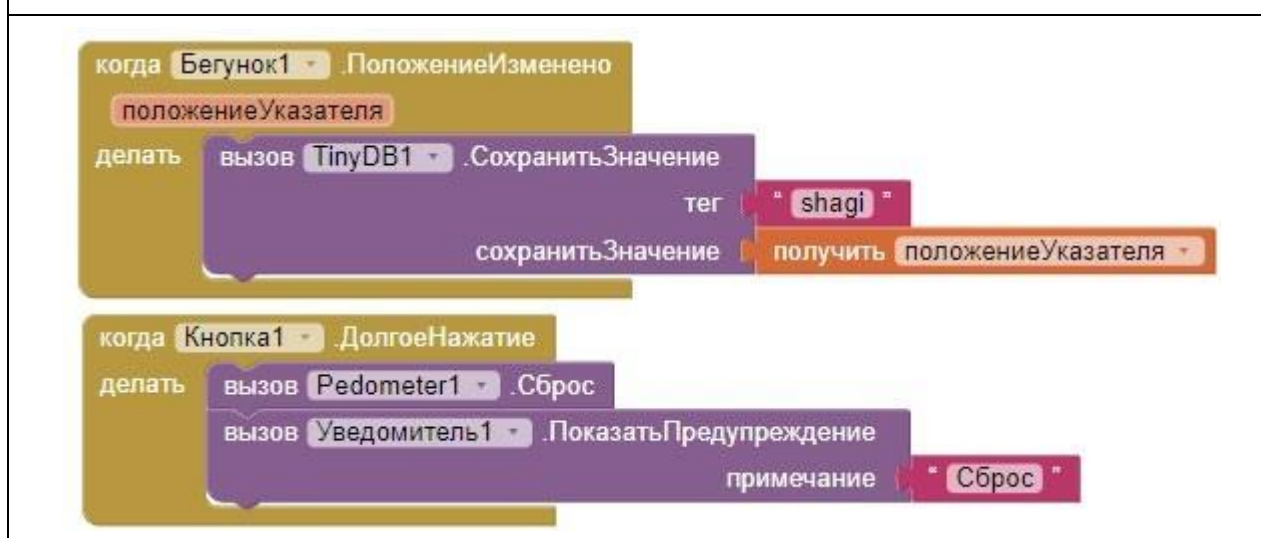 когда Бегунок1 .ПоложениеИзменено
положениеУказателя
делать вызов TinyDB1 .СохранитьЗначение
тег " shagi "
сохранитьЗначение получить положениеУказателя
когда Кнопка1 .ДолгоеНажатие
делать вызов Pedometer1 .Сброс
вызов Уведомитель1 .ПоказатьПредупреждение
примечание " Сброс "